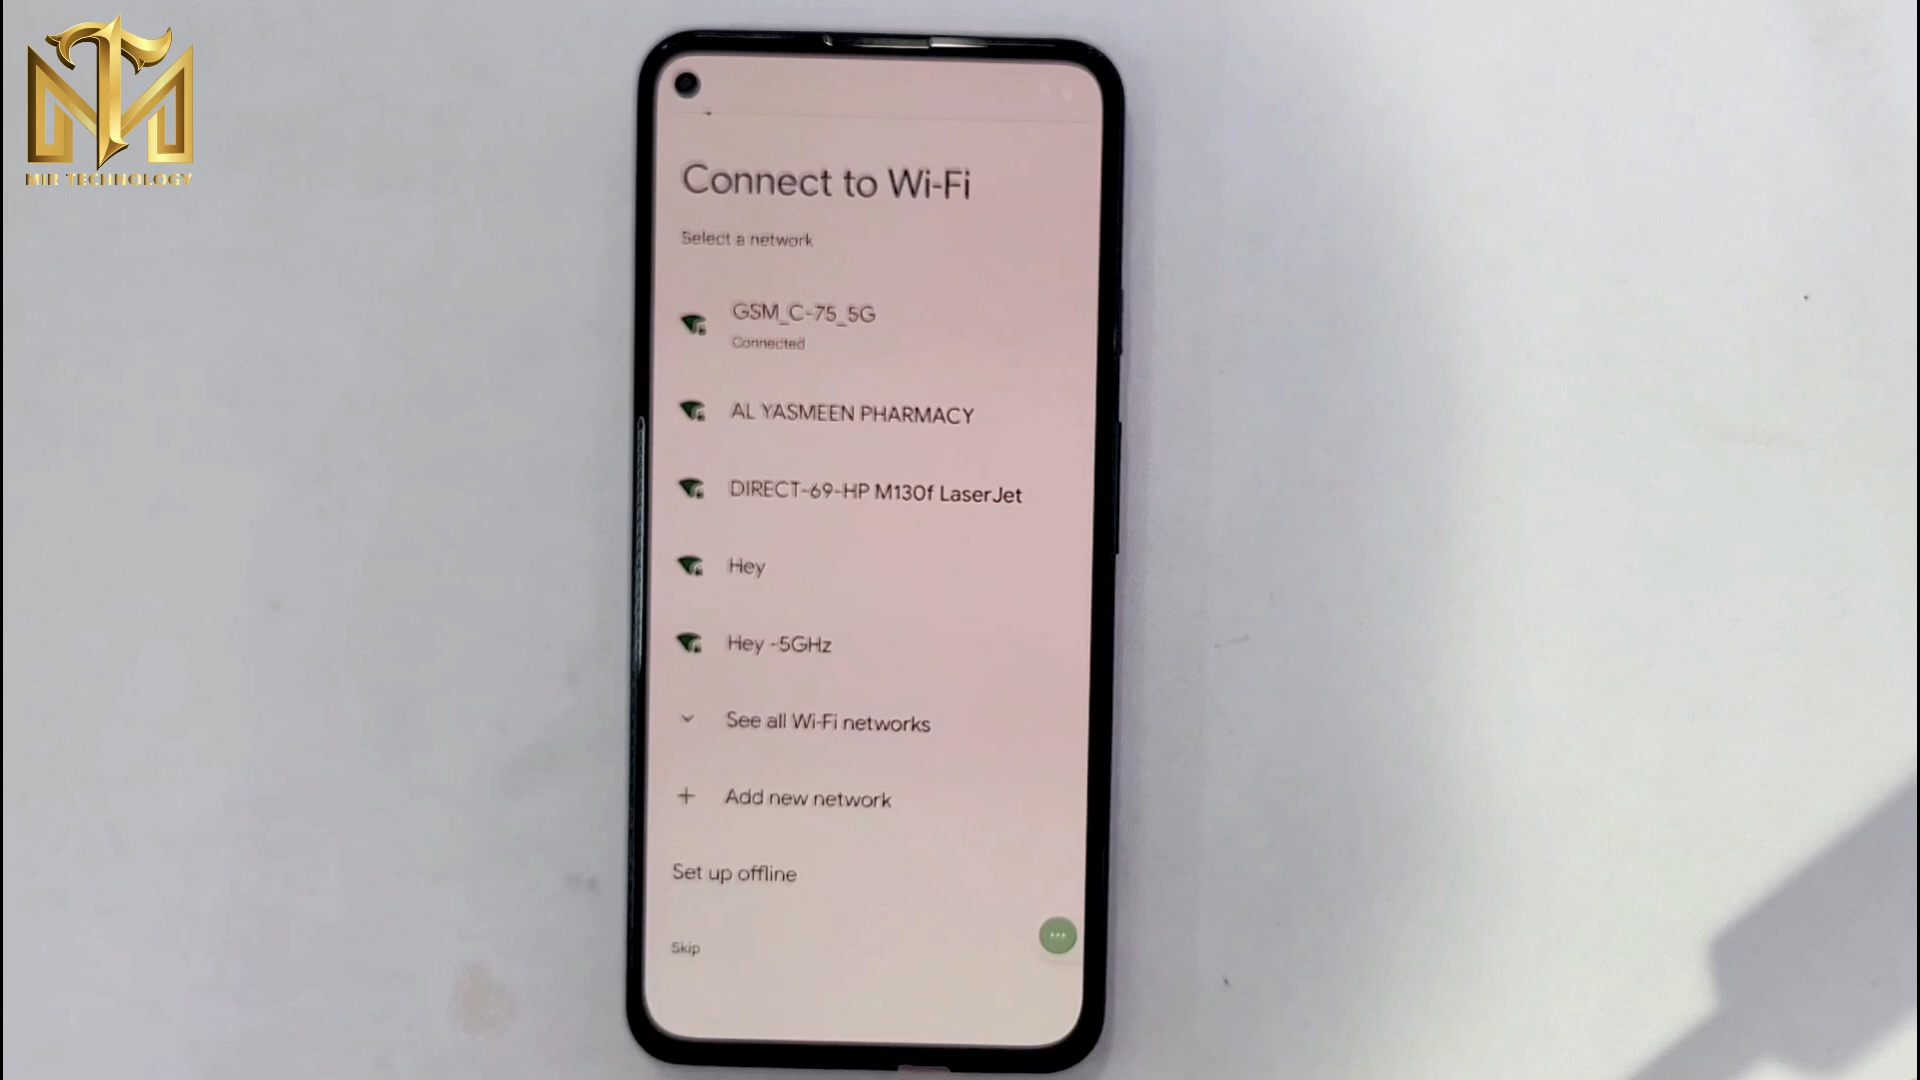 MIR TECHNOLOGY
Connect to Wi-Fi
Select a network
GSM_C-75_5G
Connected
AL YASMEEN PHARMACY
DIRECT-69-HP M130f LaserJet
Hey
Hey -5GHz
See all Wi-Fi networks
Add new network
Set up offline
Skip